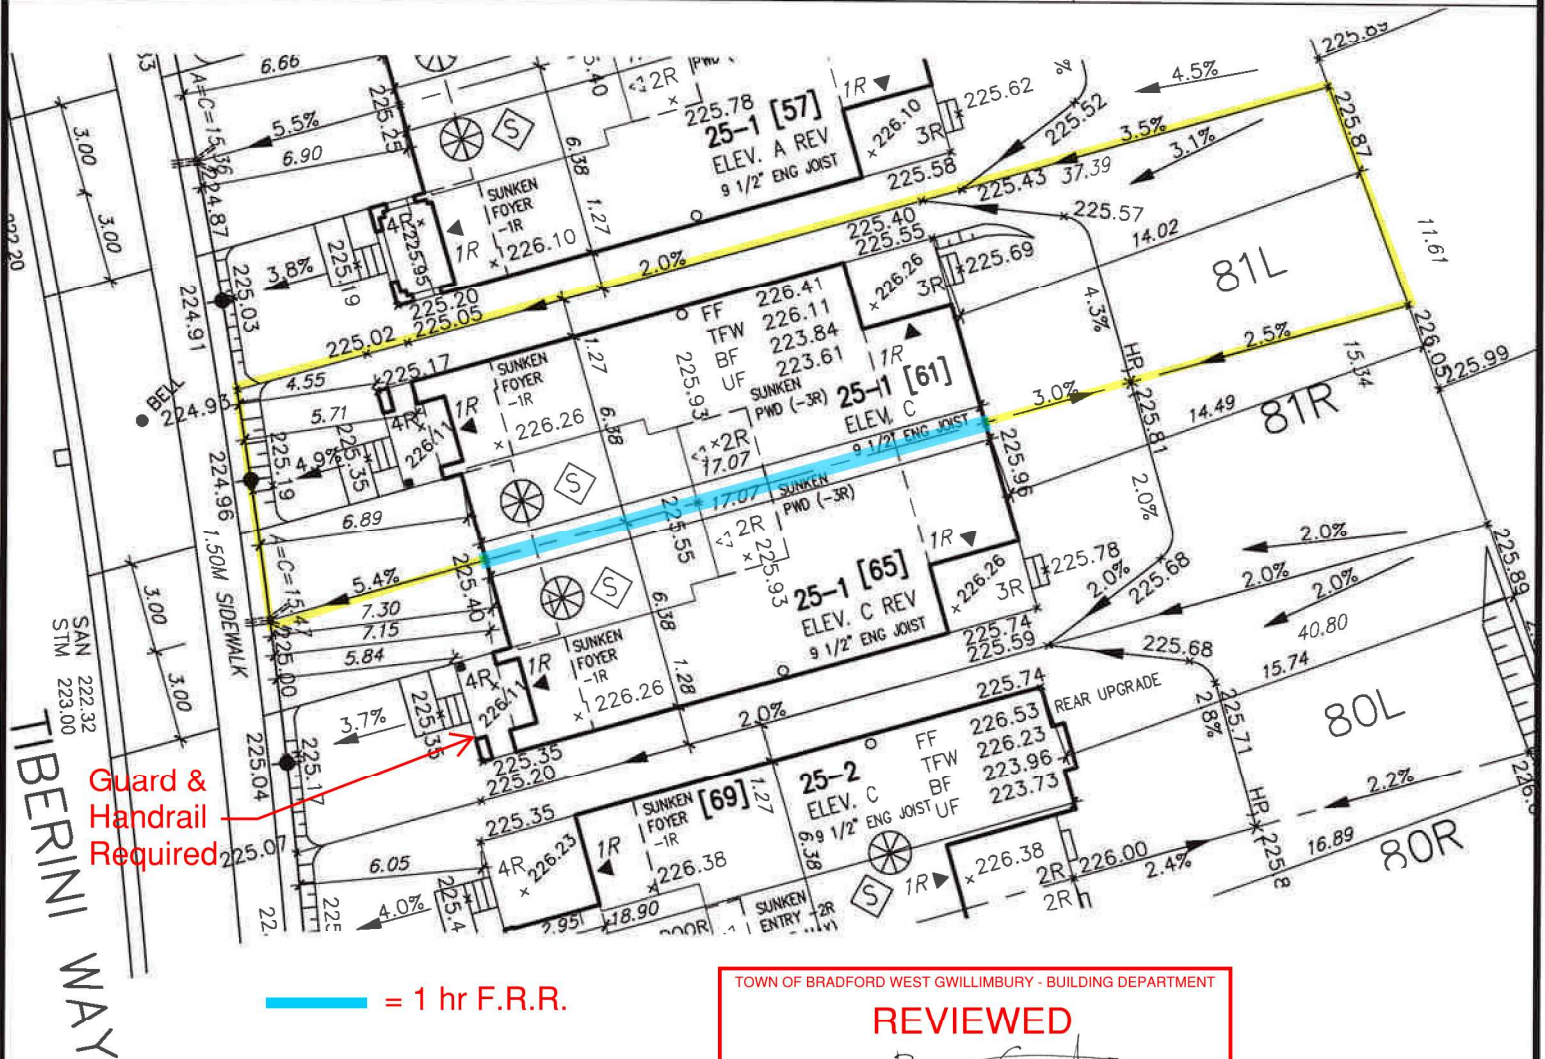 225.89
33
6.66
5.40
2R
PWD
1R
225.62
%
4.5%
A=C=15.36
225.25
S
225.78
25-1 [57]
ELEV. A REV
9 1/2" ENG JOIST
226.10
3R
225.52
3.5%
225.87
3.00
5.5%
6.90
6.38
225.58
225.43
37.39
3.1%
3.00
224.87
SUNKEN
FOYER
-1R
4R
225.95
1R
226.10
1.27
225.40
225.55
225.57
14.02
11.61
222.20
3.8%
225.19
225.03
225.20
225.05
2.0%
226.26
3R
225.69
81L
224.91
225.02
FF 226.41
TFW 226.11
BF 223.84
UF 223.61
4.3%
2.5%
226.05
225.17
SUNKEN
FOYER
-1R
1.27
225.93
1R
HP
15.34
225.99
BELL
224.93
4.55
5.71
4R
1R
226.11
226.26
6.38
SUNKEN
PWD (-3R)
25-1 [61]
ELEV. C
9 1/2" ENG JOIST
3.0%
225.81
14.49
81R
4.9%
225.35
225.19
2R
17.07
17.07
225.96
224.96
6.89
S
SUNKEN
PWD (-3R)
2.0%
225.55
2R
225.93
1R
2.0%
1.50M SIDEWALK
5.4%
225.40
S
25-1 [65]
ELEV. C REV
9 1/2" ENG JOIST
226.26
3R
225.78
2.0%
225.68
2.0%
2.0%
225.89
3.00
A=C=15.47
7.30
7.15
5.84
6.38
225.74
225.59
40.80
SAN 222.32
STM 223.00
3.00
225.00
4R
226.11
1R
SUNKEN
FOYER
-1R
226.26
1.28
225.68
15.74
3.7%
225.35
2.0%
225.74
REAR UPGRADE
2.8%
225.71
80L
225.04
225.17
225.35
225.20
25-2
ELEV. C
9 1/2" ENG JOIST
FF 226.53
TFW 226.23
BF 223.96
UF 223.73
2.2%
Guard &
Handrail
Required
TIBERINI WAY
225.07
225.35
SUNKEN
FOYER
-1R
[69]
1.27
6.38
HP
16.89
80R
6.05
4R
226.23
1R
226.38
S
1R
226.38
2R
226.00
2.4%
2R
4.0%
2.95
18.90
SUNKEN
ENTRY
-2R
= 1 hr F.R.R.
TOWN OF BRADFORD WEST GWILLIMBURY - BUILDING DEPARTMENT
REVIEWED